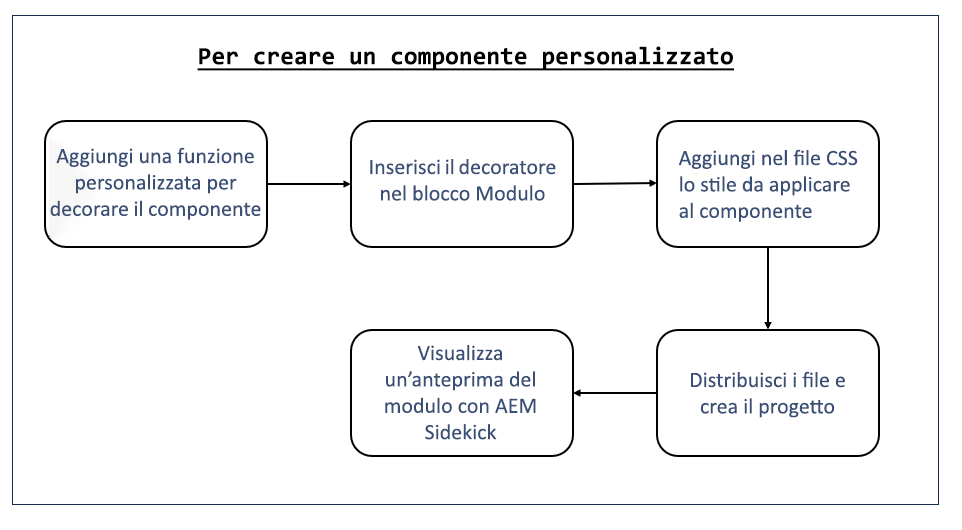 Per creare un componente personalizzato
Aggiungi una funzione
personalizzata per
decorare il componente
Inserisci il decoratore
nel blocco Modulo
Aggiungi nel file CSS
lo stile da applicare
al componente
Distribuisci i file e
crea il progetto
Visualizza
un’anteprima del
modulo con AEM
Sidekick